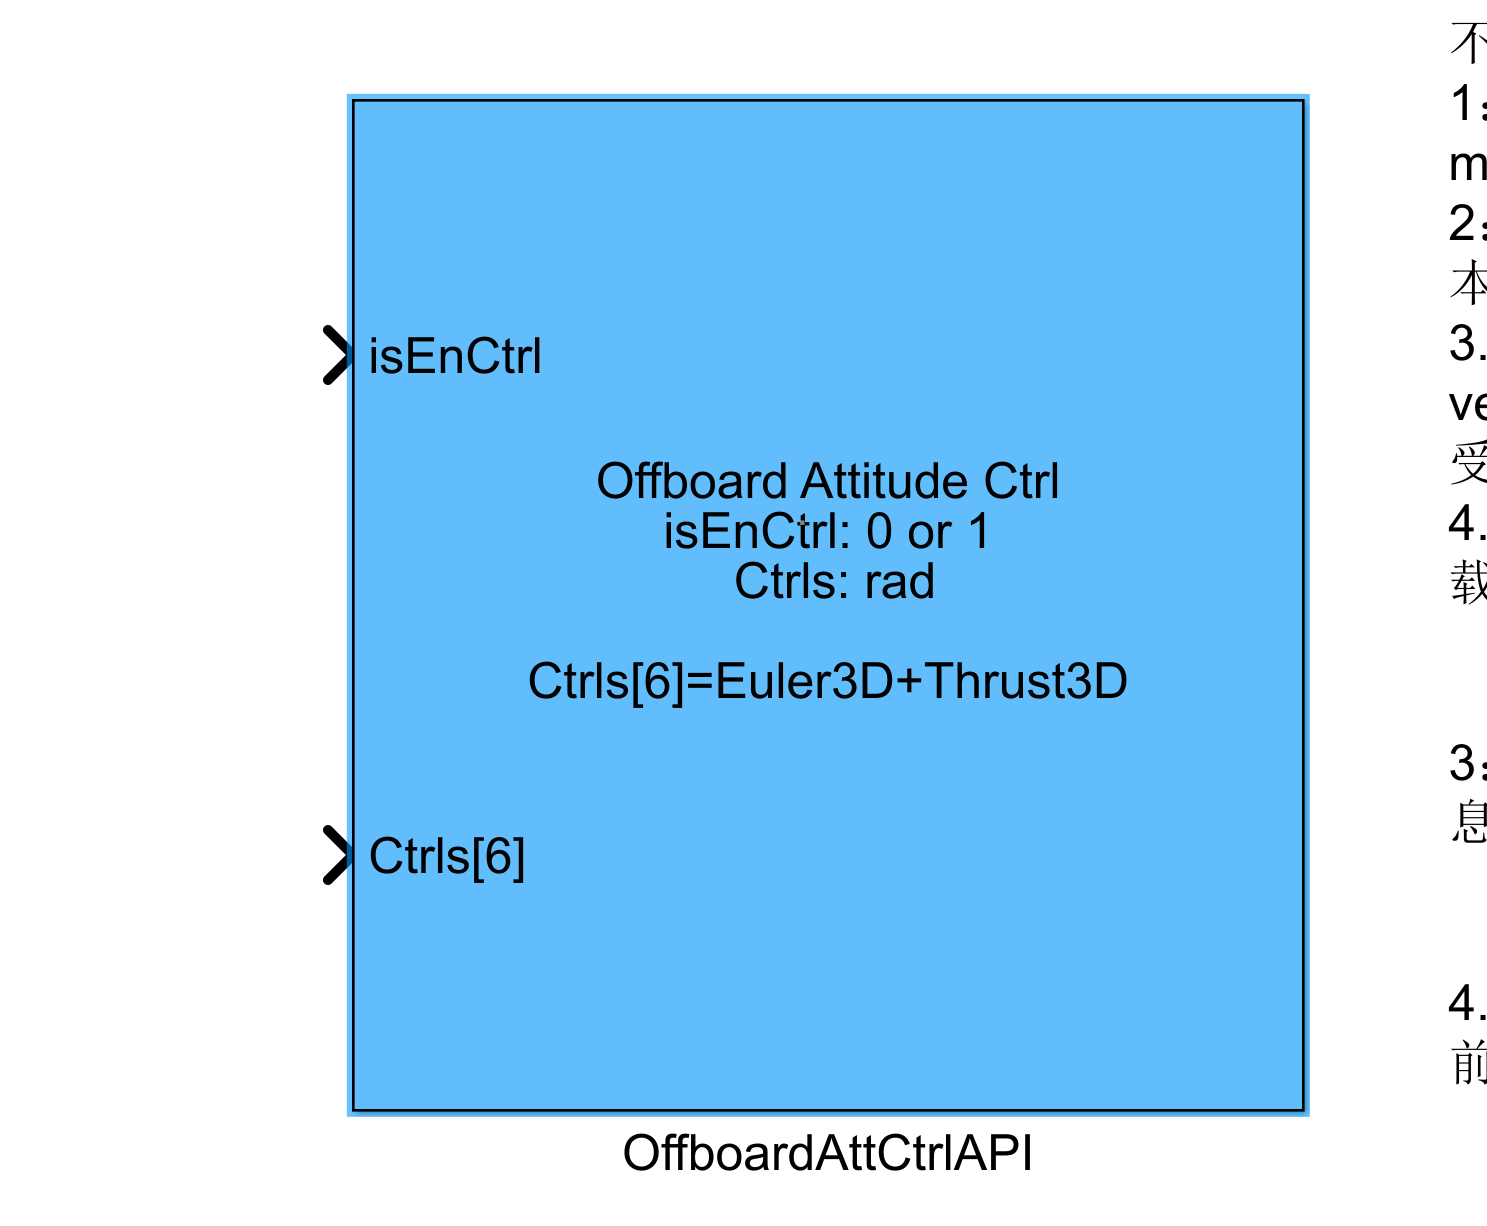 isEnCtrl
Offboard Attitude Ctrl
isEnCtrl: 0 or 1
Ctrls: rad
Ctrls[6]=Euler3D+Thrust3D
Ctrls[6]
OffboardAttCtrlAPI
不
1:
m
2:
本
3.
ve
受
4.
载
3:
息
4.
前